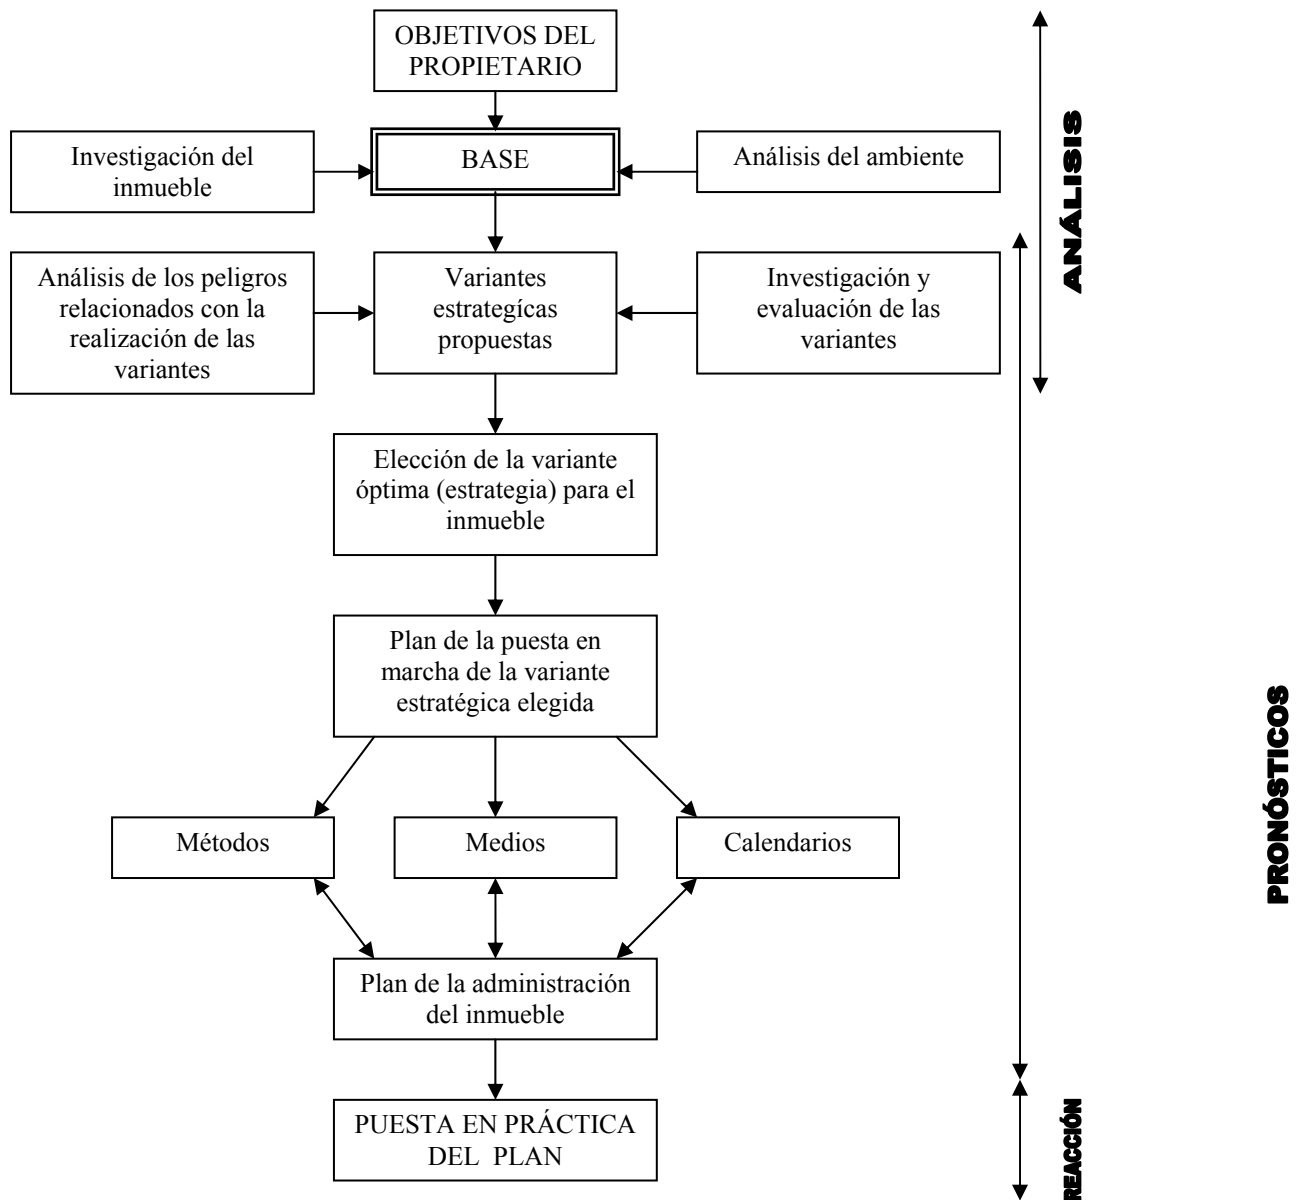 OBJETIVOS DEL
PROPIETARIO
Investigación del
inmueble
BASE
Análisis del ambiente
Análisis de los peligros
relacionados con la
realización de las
variantes
Variantes
estrategícas
propuestas
Investigación y
evaluación de las
variantes
Elección de la variante
óptima (estrategia) para el
inmueble
Plan de la puesta en
marcha de la variante
estratégica elegida
Métodos
Medios
Calendarios
Plan de la administración
del inmueble
PUESTA EN PRÁCTICA
DEL PLAN
ANÁLISIS
PRONÓSTICOS
REACCIÓN